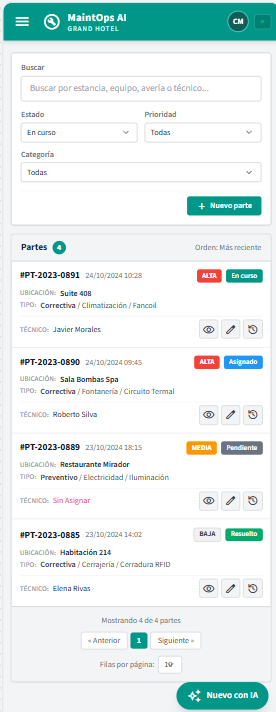 MaintOps AI
GRAND HOTEL
CM
Buscar
Buscar por estancia, equipo, avería o técnico...
Estado
Prioridad
En curso
Todas
Categoría
Todas
+ Nuevo parte
Partes 4
Orden: Más reciente
#PT-2023-0891 24/10/2024 10:28 ALTA En curso
UBICACIÓN: Suite 408
TIPO: Correctiva / Climatización / Fancoil
TÉCNICO: Javier Morales
#PT-2023-0890 24/10/2024 09:45 ALTA Asignado
UBICACIÓN: Sala Bombas Spa
TIPO: Correctiva / Fontanería / Circuito Termal
TÉCNICO: Roberto Silva
#PT-2023-0889 23/10/2024 18:15 MEDIA Pendiente
UBICACIÓN: Restaurante Mirador
TIPO: Preventivo / Electricidad / Iluminación
TÉCNICO: Sin Asignar
#PT-2023-0885 23/10/2024 14:02 BAJA Resuelto
UBICACIÓN: Habitación 214
TIPO: Correctiva / Cerrajería / Cerradura RFID
TÉCNICO: Elena Rivas
Mostrando 4 de 4 partes
« Anterior 1 Siguiente »
Filas por página: 10
Nuevo con IA